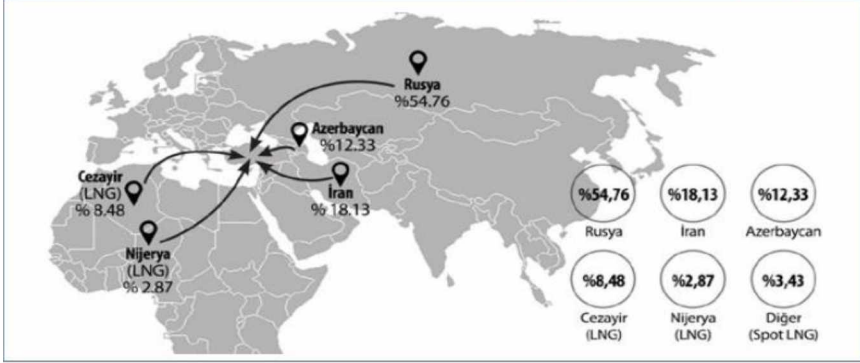 Rusya
%54.76
Azerbaycan
%12.33
Cezayir
(LNG)
% 8.48
İran
% 18.13
Nijerya
(LNG)
% 2.87
%54,76
%18,13
%12,33
Rusya
İran
Azerbaycan
%8,48
%2,87
%3,43
Cezayir
(LNG)
Nijerya
(LNG)
Diğer
(Spot LNG)